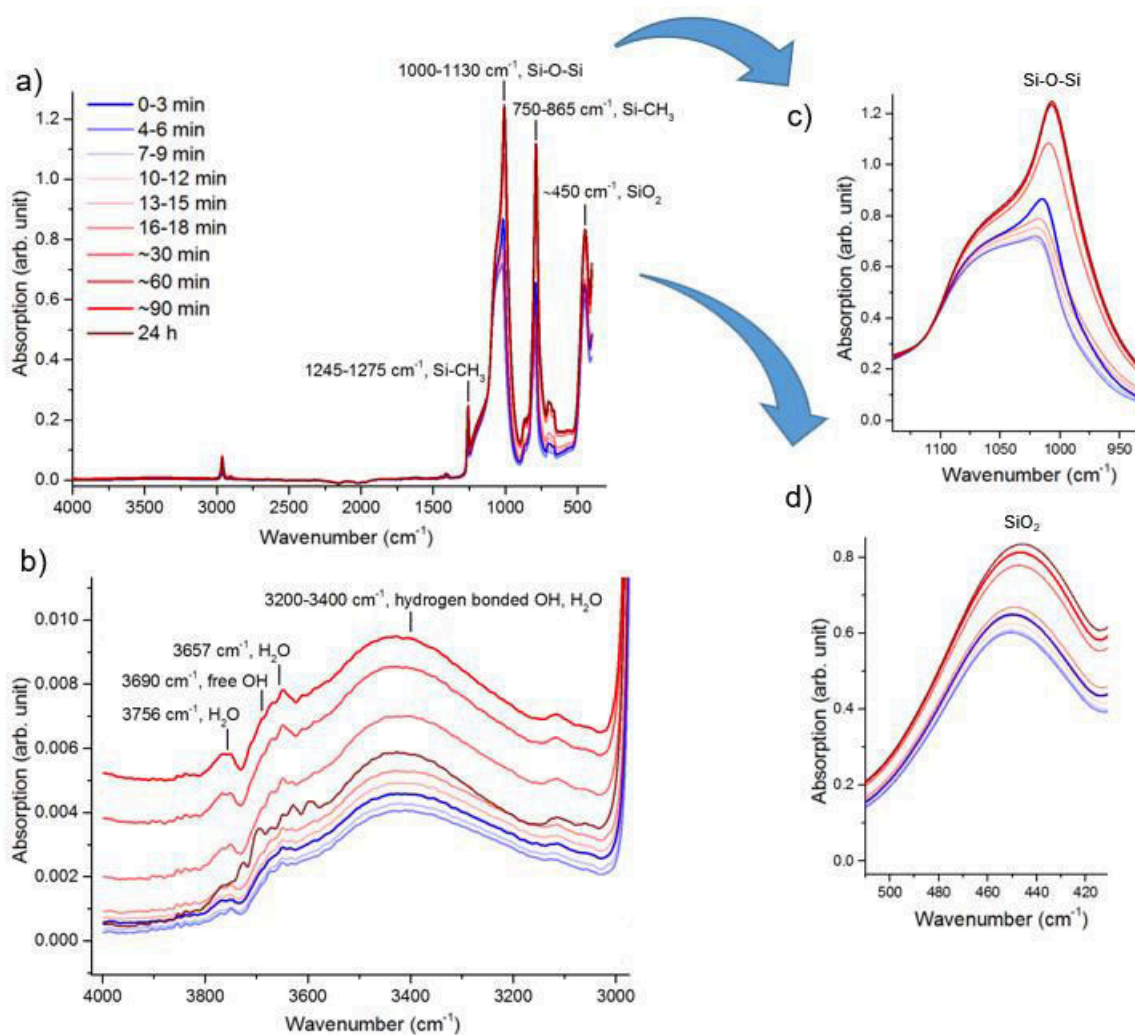 a)
1000-1130 cm⁻¹, Si-O-Si
750-865 cm⁻¹, Si-CH₃
~450 cm⁻¹, SiO₂
1245-1275 cm⁻¹, Si-CH₃
0-3 min
4-6 min
7-9 min
10-12 min
13-15 min
16-18 min
~30 min
~60 min
~90 min
24 h
Absorption (arb. unit)
1.2
1.0
0.8
0.6
0.4
0.2
0.0
4000 3500 3000 2500 2000 1500 1000 500
Wavenumber (cm⁻¹)
c)
Si-O-Si
Absorption (arb. unit)
1.2
1.0
0.8
0.6
0.4
0.2
0.0
1100 1050 1000 950
Wavenumber (cm⁻¹)
b)
3200-3400 cm⁻¹, hydrogen bonded OH, H₂O
3657 cm⁻¹, H₂O
3690 cm⁻¹, free OH
3756 cm⁻¹, H₂O
Absorption (arb. unit)
0.010
0.008
0.006
0.004
0.002
0.000
4000 3800 3600 3400 3200 3000
Wavenumber (cm⁻¹)
d)
SiO₂
Absorption (arb. unit)
0.8
0.6
0.4
0.2
0.0
500 480 460 440 420
Wavenumber (cm⁻¹)